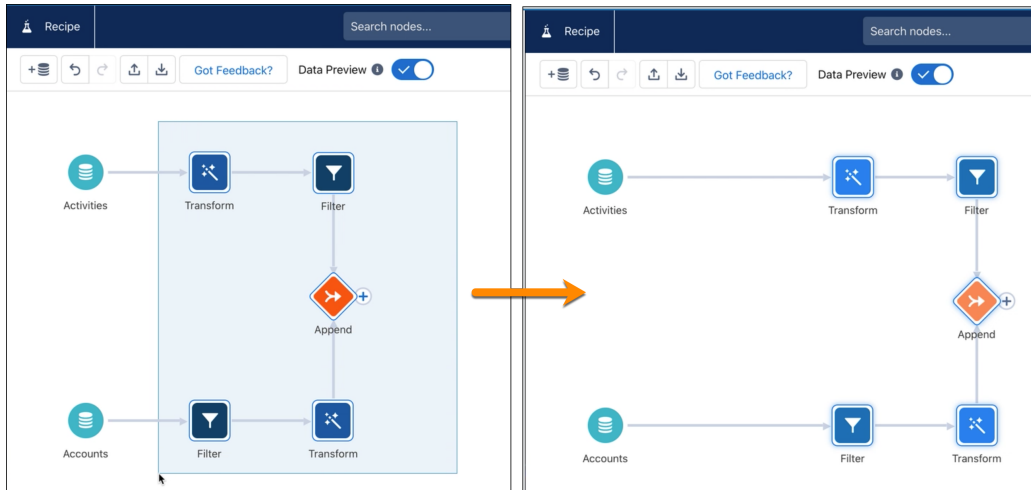 Recipe
Search nodes...
Got Feedback?
Data Preview
Activities
Transform
Filter
Append
Accounts
Filter
Transform
Recipe
Search nodes...
Got Feedback?
Data Preview
Activities
Transform
Filter
Append
Accounts
Filter
Transform